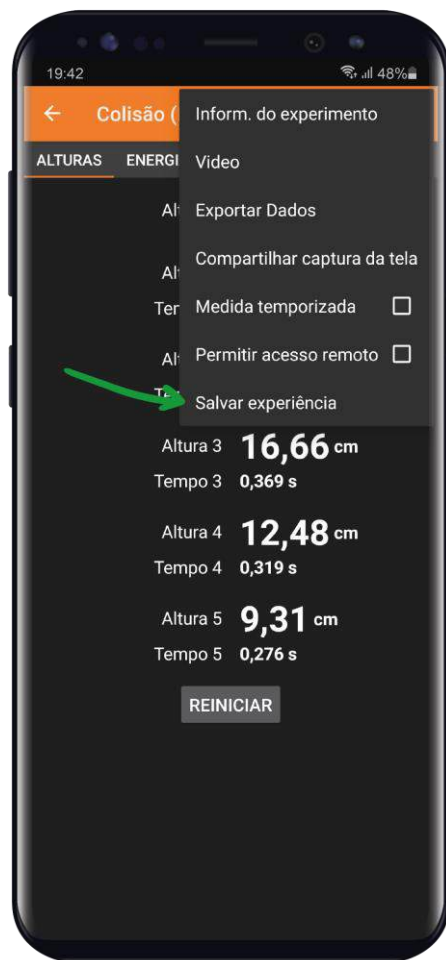 19:42 48%
Colisão (
Inform. do experimento
ALTURAS ENERGI
Video
Exportar Dados
Compartilhar captura da tela
Medida temporizada
Permitir acesso remoto
Salvar experiência
Altura 3 16,66 cm
Tempo 3 0,369 s
Altura 4 12,48 cm
Tempo 4 0,319 s
Altura 5 9,31 cm
Tempo 5 0,276 s
REINICIAR